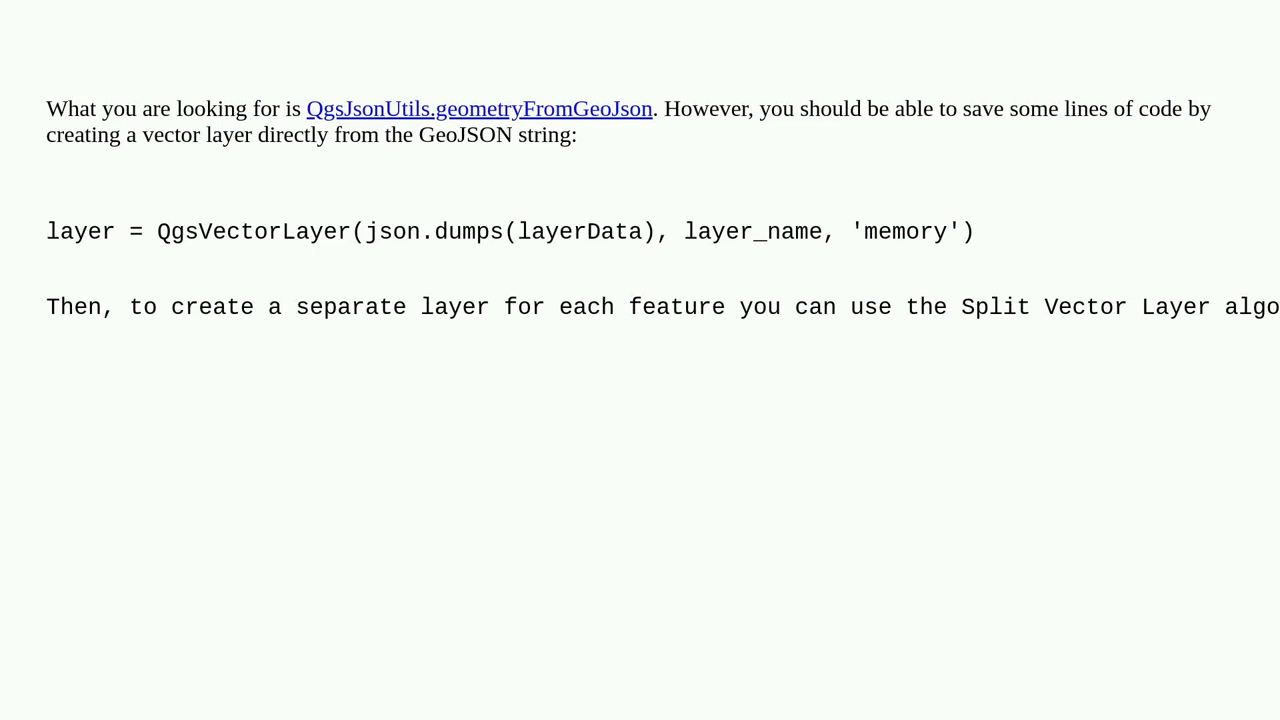 What you are looking for is QgsJsonUtils.geometryFromGeoJson. However, you should be able to save some lines of code by
creating a vector layer directly from the GeoJSON string:
layer = QgsVectorLayer(json.dumps(layerData), layer_name, 'memory')
Then, to create a separate layer for each feature you can use the Split Vector Layer